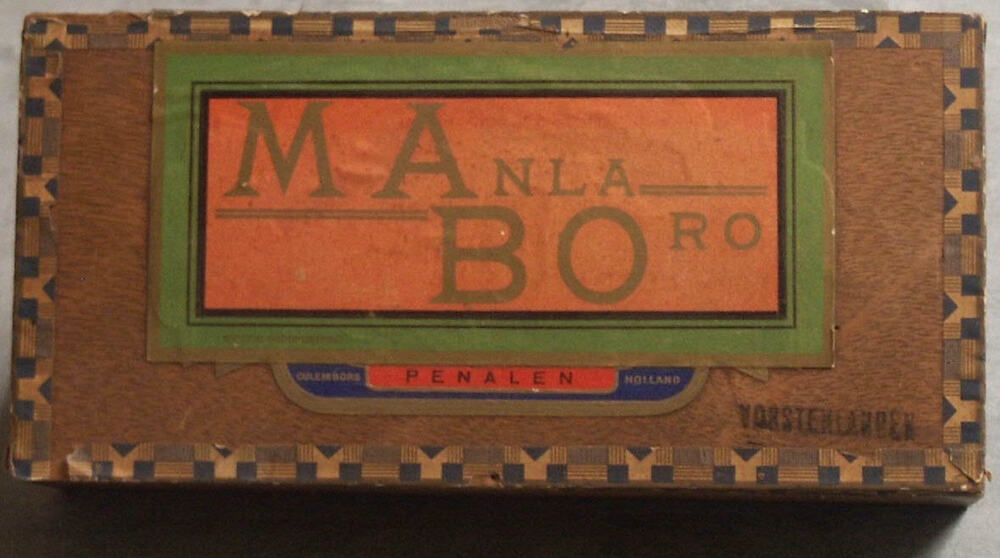 MANLA
BORO
CULEMBORG PENALEN HOLLAND
VORSTENLANDEN